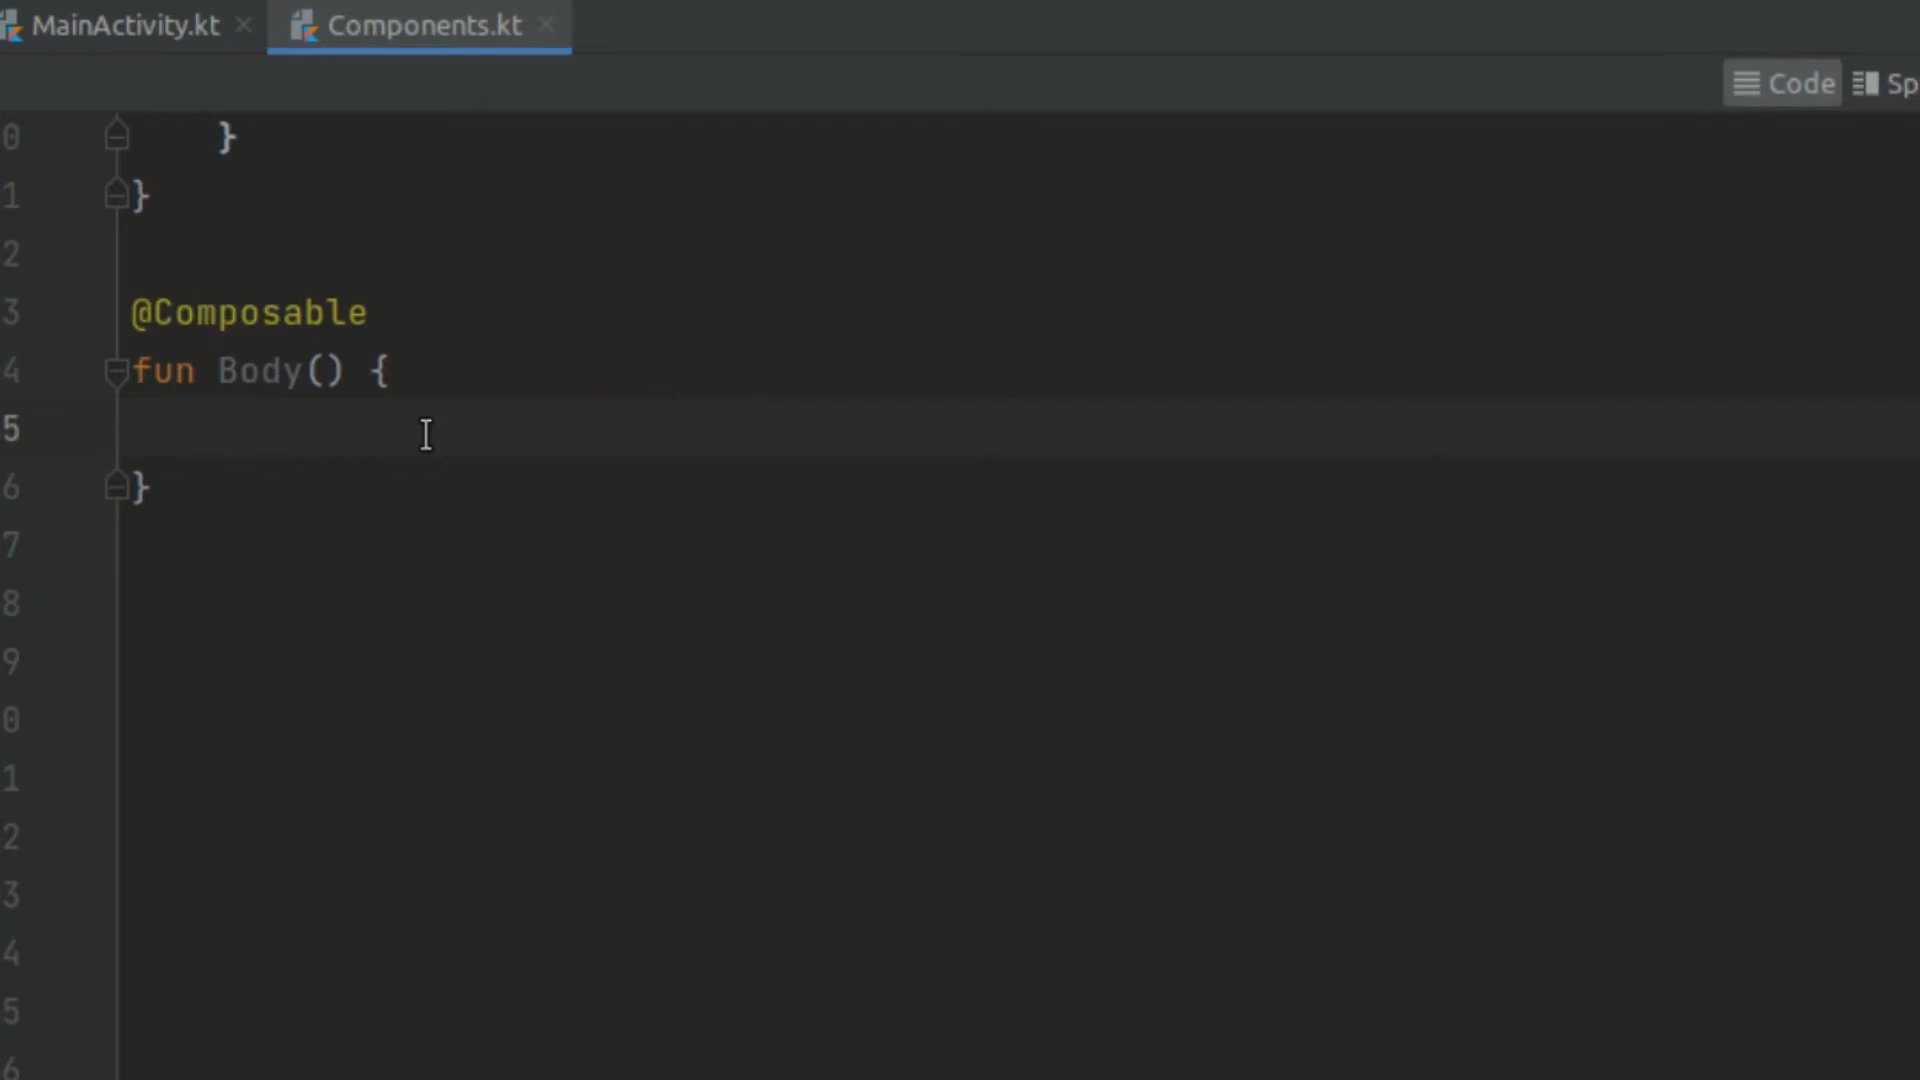 MainActivity.kt
Components.kt
Code
Sp
0 }
1 }
2
3 @Composable
4 fun Body() {
5
6 }
7
8
9
0
1
2
3
4
5
6